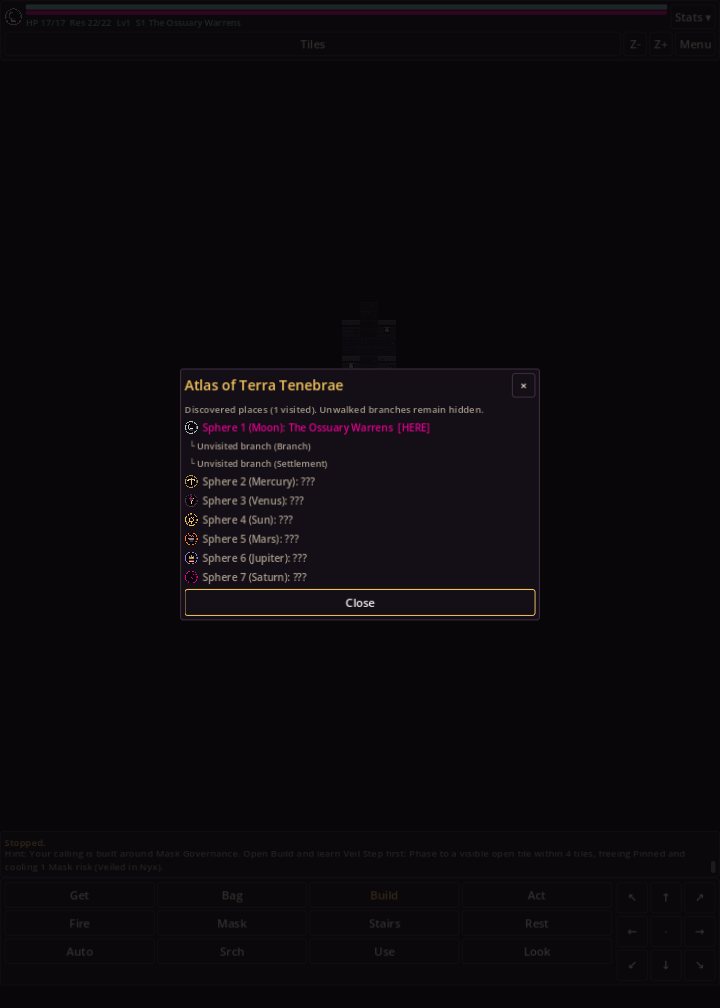 HP 17/17 Res 22/22 Lv1 S1 The Ossuary Warrens
Stats ▾
Tiles
Z-
Z+
Menu
Atlas of Terra Tenebrae
×
Discovered places (1 visited). Unwalked branches remain hidden.
Sphere 1 (Moon): The Ossuary Warrens [HERE]
└ Unvisited branch (Branch)
└ Unvisited branch (Settlement)
Sphere 2 (Mercury): ???
Sphere 3 (Venus): ???
Sphere 4 (Sun): ???
Sphere 5 (Mars): ???
Sphere 6 (Jupiter): ???
Sphere 7 (Saturn): ???
Close
Stopped.
Hint: Your calling is built around Mask Governance. Open Build and learn Veil Step first: Phase to a visible open tile within 4 tiles, freeing Pinned and
cooling 1 Mask risk (Veiled in Nyx).
Get
Bag
Build
Act
↖ ↑ ↗
Fire
Mask
Stairs
Rest
← · →
Auto
Srch
Use
Look
↙ ↓ ↘